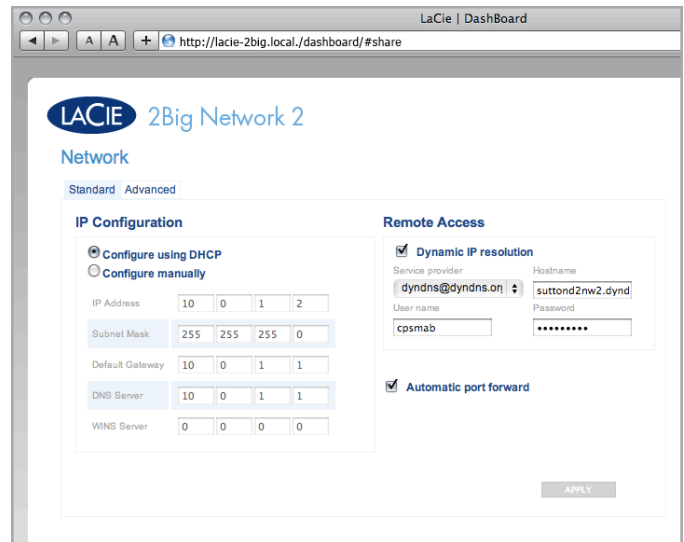 LaCie | DashBoard
A A + http://lacie-2big.local./dashboard/#share
LACIE 2Big Network 2
Network
Standard Advanced
IP Configuration
Configure using DHCP
Configure manually
IP Address 10 0 1 2
Subnet Mask 255 255 255 0
Default Gateway 10 0 1 1
DNS Server 10 0 1 1
WINS Server 0 0 0 0
Remote Access
Dynamic IP resolution
Service provider Hostname
dyndns@dyndns.org suttond2nw2.dynd
User name Password
cpsmab •••••••••
Automatic port forward
APPLY